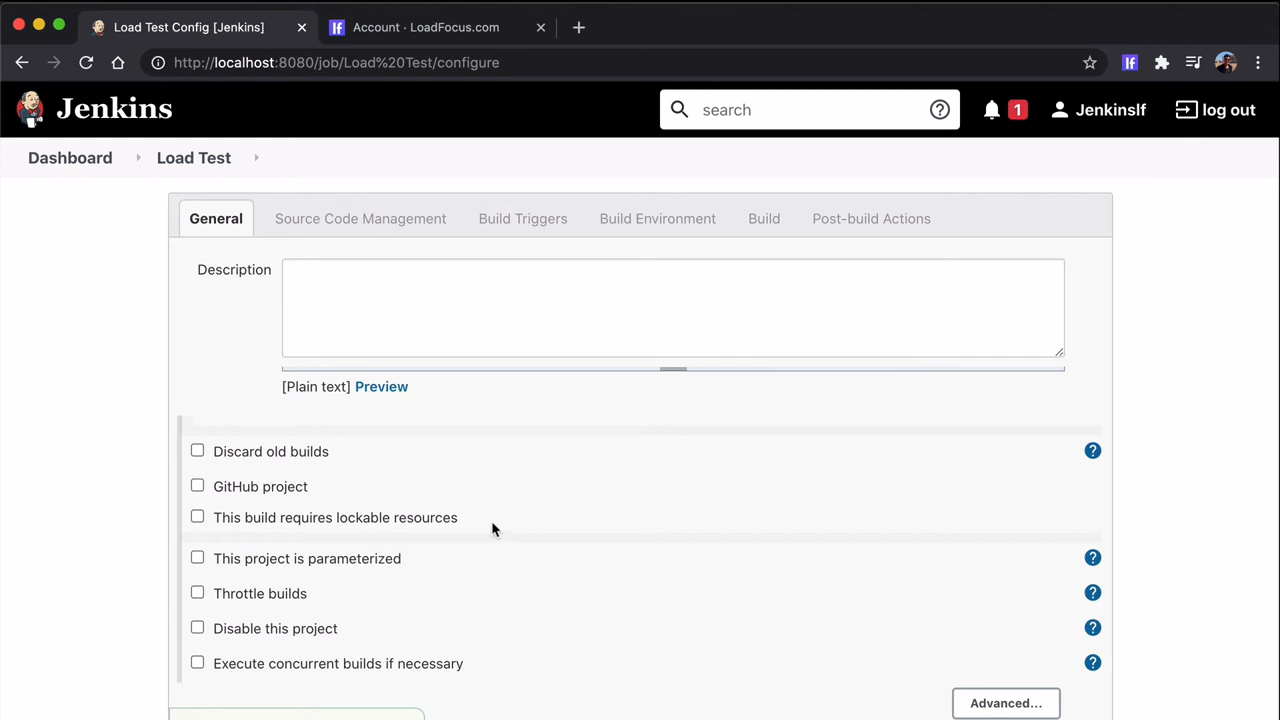 Load Test Config [Jenkins]
Account · LoadFocus.com
http://localhost:8080/job/Load%20Test/configure
Jenkins
search
1
Jenkinslf
log out
Dashboard
Load Test
General
Source Code Management
Build Triggers
Build Environment
Build
Post-build Actions
Description
[Plain text] Preview
Discard old builds
GitHub project
This build requires lockable resources
This project is parameterized
Throttle builds
Disable this project
Execute concurrent builds if necessary
Advanced...